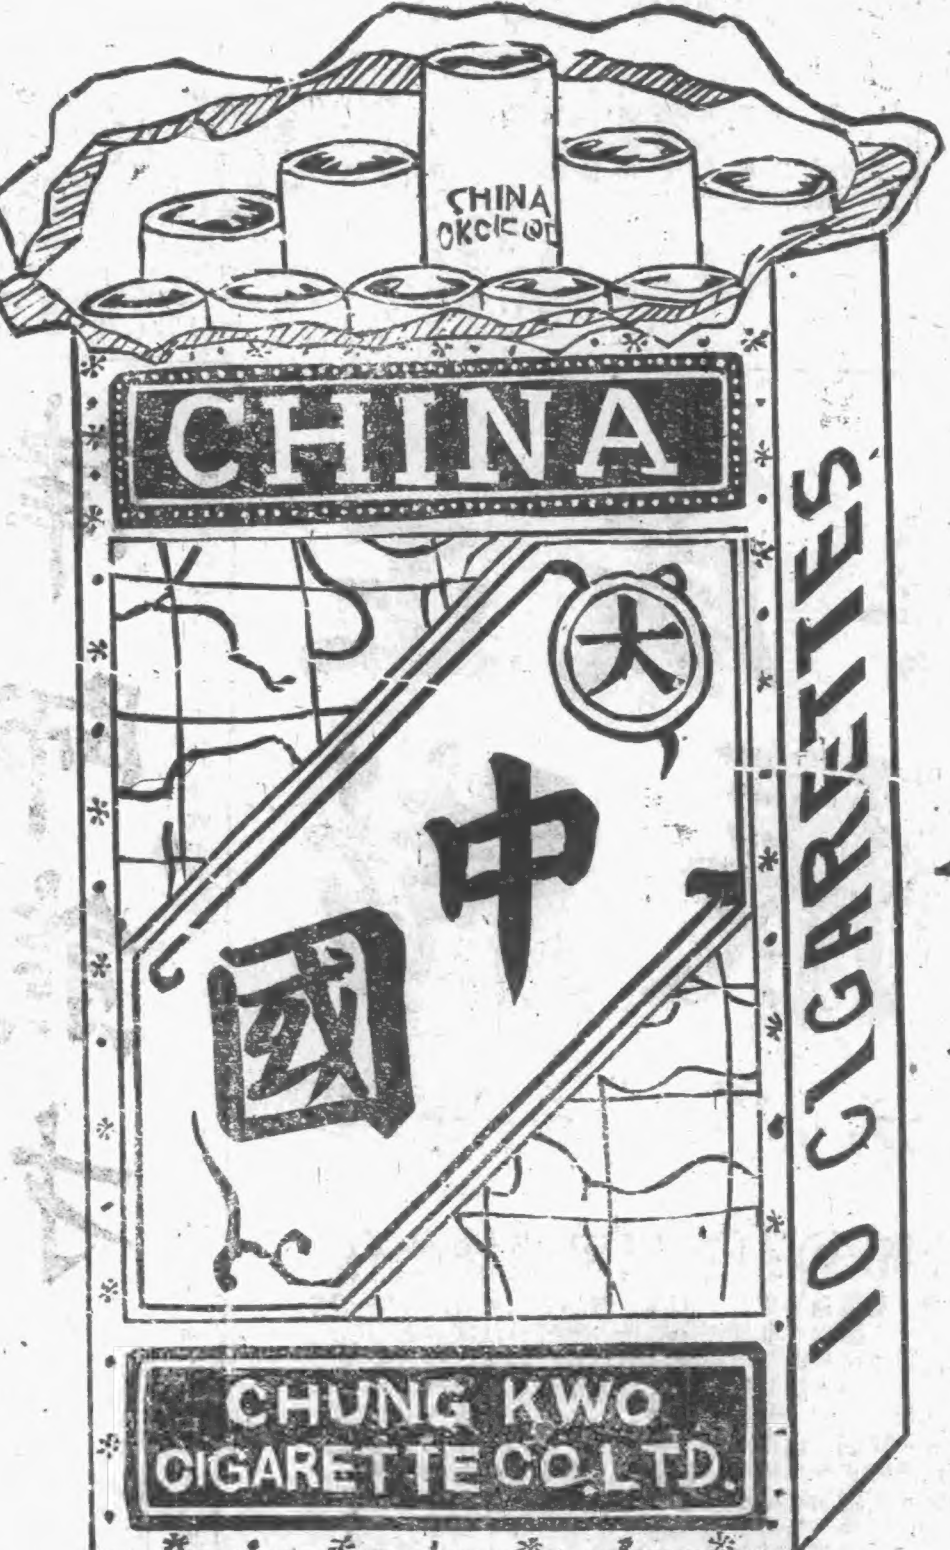 CHINA
CHINA
大
中
國
10 CIGARETTES
CHUNG KWO
CIGARETTE CO. LTD.